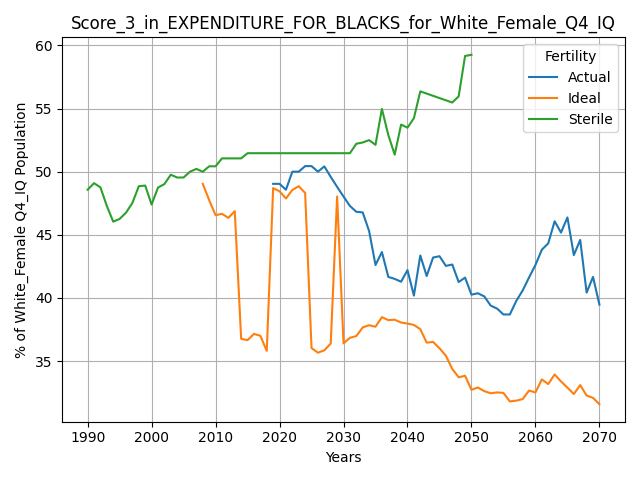 Score_3_in_EXPENDITURE_FOR_BLACKS_for_White_Female_Q4_IQ
Fertility
Actual
Ideal
Sterile
% of White_Female Q4_IQ Population
60
55
50
45
40
35
1990 2000 2010 2020 2030 2040 2050 2060 2070
Years